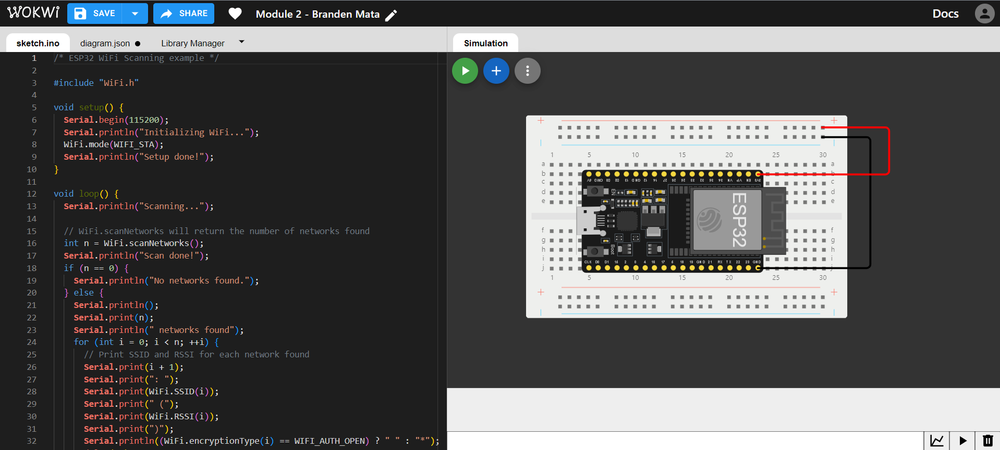 WOKWi
SAVE
SHARE
Module 2 - Branden Mata
Docs
sketch.ino
diagram.json
Library Manager
Simulation
1 /* ESP32 WiFi Scanning example */
2
3 #include "WiFi.h"
4
5 void setup() {
6 Serial.begin(115200);
7 Serial.println("Initializing WiFi...");
8 WiFi.mode(WIFI_STA);
9 Serial.println("Setup done!");
10 }
11
12 void loop() {
13 Serial.println("Scanning...");
14
15 // WiFi.scanNetworks will return the number of networks found
16 int n = WiFi.scanNetworks();
17 Serial.println("Scan done!");
18 if (n == 0) {
19 Serial.println("No networks found.");
20 } else {
21 Serial.println();
22 Serial.print(n);
23 Serial.println(" networks found");
24 for (int i = 0; i < n; ++i) {
25 // Print SSID and RSSI for each network found
26 Serial.print(i + 1);
27 Serial.print(": ");
28 Serial.print(WiFi.SSID(i));
29 Serial.print(" (");
30 Serial.print(WiFi.RSSI(i));
31 Serial.print(")");
32 Serial.println((WiFi.encryptionType(i) == WIFI_AUTH_OPEN) ? " " : "*");
+ +
1 5 10 15 20 25 30
a a
b b
c c
d d
e e
EN
ESP32
Boot
f f
g g
h h
i i
j j
CLK D0 D1 15 2 0 4 16 17 5 18 19 GND 21 RX TX 22 23 GND
1 5 10 15 20 25 30
+ +